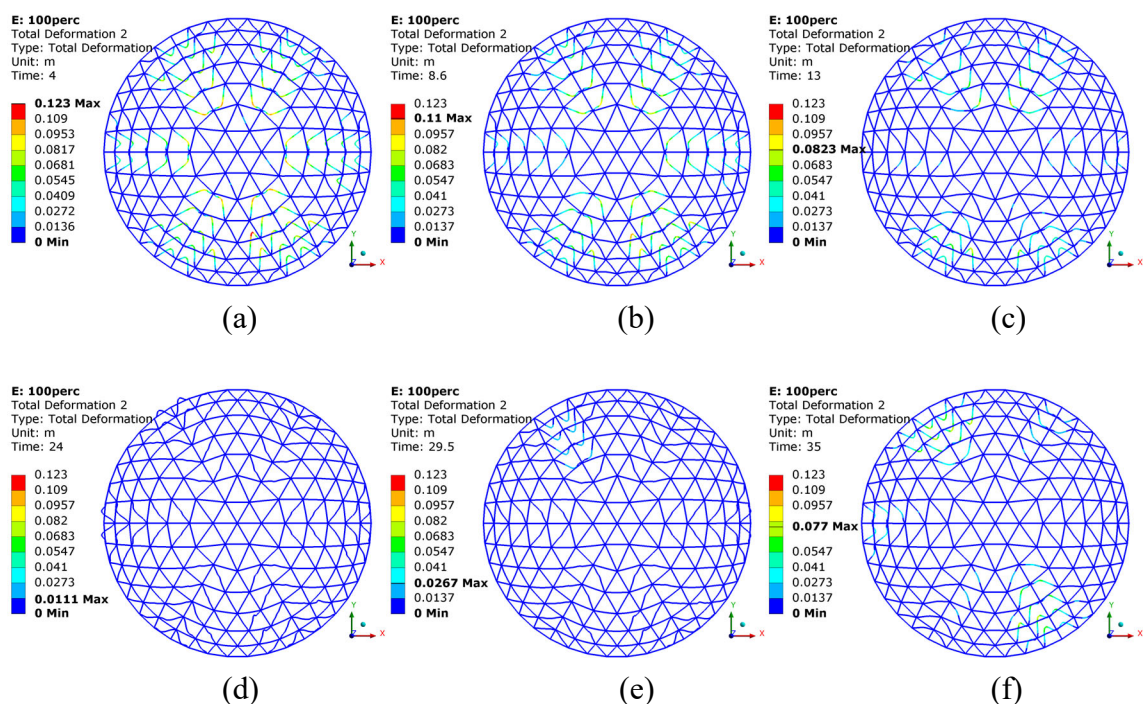 E: 100perc
Total Deformation 2
Type: Total Deformation
Unit: m
Time: 4
0.123 Max
0.109
0.0953
0.0817
0.0681
0.0545
0.0409
0.0272
0.0136
0 Min
Y
Z
X
(a)
E: 100perc
Total Deformation 2
Type: Total Deformation
Unit: m
Time: 8.6
0.123
0.11 Max
0.0957
0.082
0.0683
0.0547
0.041
0.0273
0.0137
0 Min
Y
Z
X
(b)
E: 100perc
Total Deformation 2
Type: Total Deformation
Unit: m
Time: 13
0.123
0.109
0.0957
0.0823 Max
0.0683
0.0547
0.041
0.0273
0.0137
0 Min
Y
Z
X
(c)
E: 100perc
Total Deformation 2
Type: Total Deformation
Unit: m
Time: 24
0.123
0.109
0.0957
0.082
0.0683
0.0547
0.041
0.0273
0.0111 Max
0 Min
Y
Z
X
(d)
E: 100perc
Total Deformation 2
Type: Total Deformation
Unit: m
Time: 29.5
0.123
0.109
0.0957
0.082
0.0683
0.0547
0.041
0.0267 Max
0.0137
0 Min
Y
Z
X
(e)
E: 100perc
Total Deformation 2
Type: Total Deformation
Unit: m
Time: 35
0.123
0.109
0.0957
0.077 Max
0.0547
0.041
0.0273
0.0137
0 Min
Y
Z
X
(f)